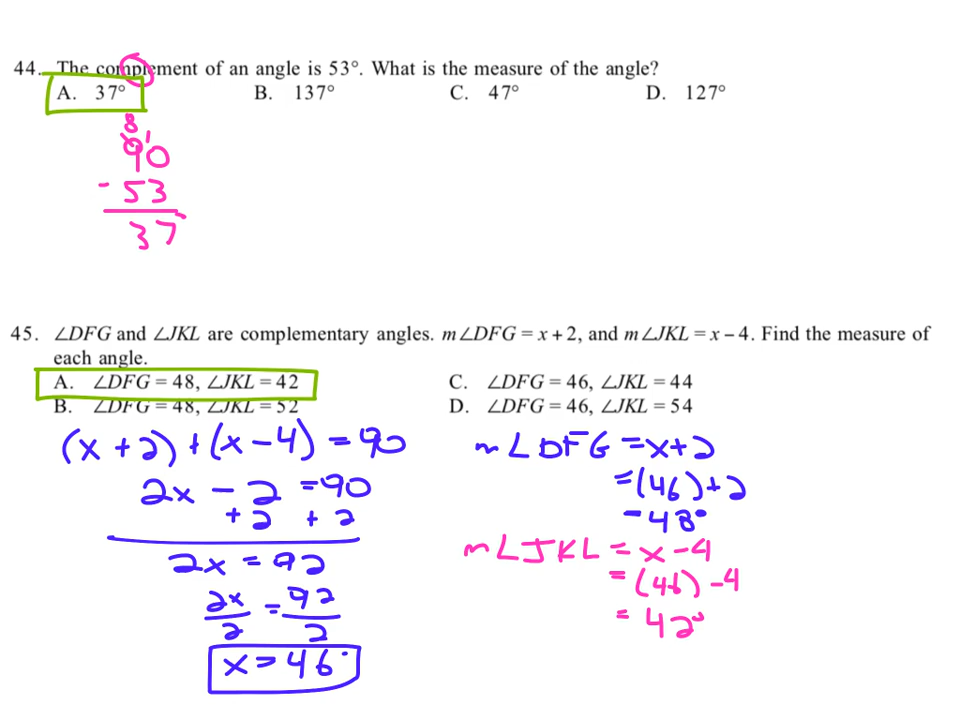 44. The complement of an angle is 53°. What is the measure of the angle?
A. 37° B. 137° C. 47° D. 127°
8 1
90
- 53
37
45. ∠DFG and ∠JKL are complementary angles. m∠DFG = x + 2, and m∠JKL = x – 4. Find the measure of
each angle.
A. ∠DFG = 48, ∠JKL = 42 C. ∠DFG = 46, ∠JKL = 44
B. ∠DFG = 48, ∠JKL = 52 D. ∠DFG = 46, ∠JKL = 54
(x + 2) + (x - 4) = 90
2x - 2 = 90
+ 2 + 2
2x = 92
2x/2 = 92/2
x = 46
m∠DFG = x + 2
= (46) + 2
= 48°
m∠JKL = x - 4
= (46) - 4
= 42°